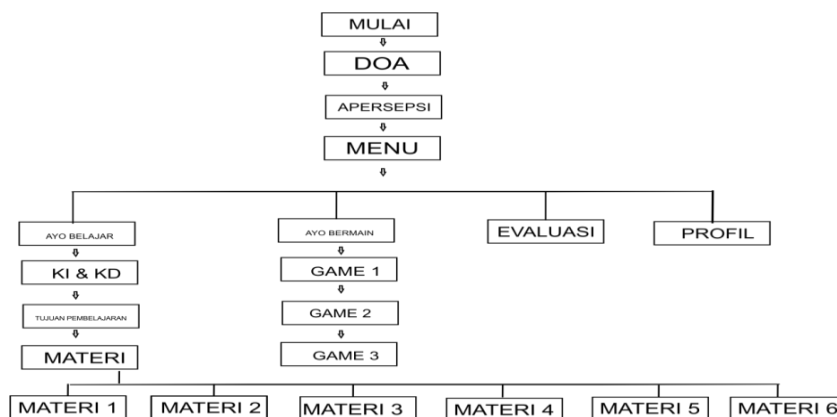 MULAI
DOA
APERSEPSI
MENU
AYO BELAJAR
AYO BERMAIN
EVALUASI
PROFIL
KI & KD
GAME 1
TUJUAN PEMBELAJARAN
GAME 2
MATERI
GAME 3
MATERI 1
MATERI 2
MATERI 3
MATERI 4
MATERI 5
MATERI 6